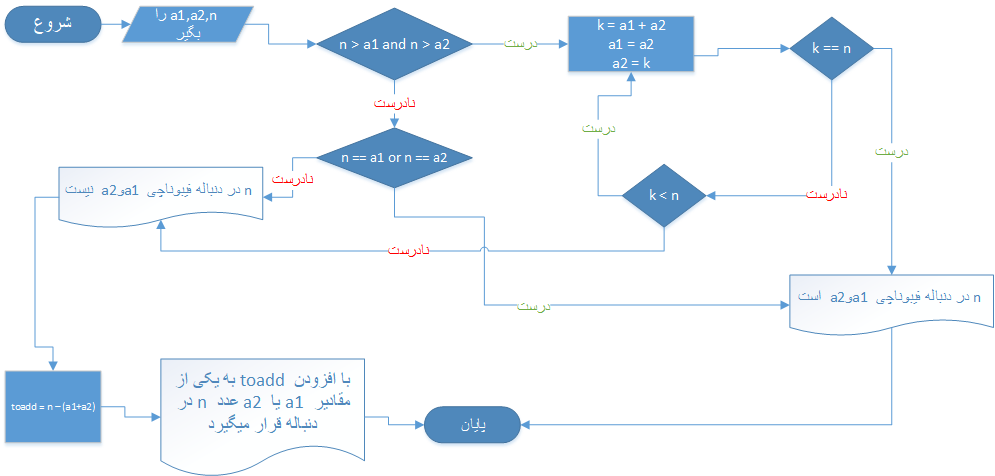 شروع
a1,a2,n را
بگیر
n > a1 and n > a2
درست
k = a1 + a2
a1 = a2
a2 = k
k == n
نادرست
درست
درست
n == a1 or n == a2
نادرست
نادرست
k < n
n در دنباله فیبوناچی a1وa2 نیست
نادرست
درست
n در دنباله فیبوناچی a1وa2 است
toadd = n – (a1+a2)
با افزودن toadd به یکی از
مقادیر a1 یا a2 عدد n در
دنباله قرار میگیرد
پایان